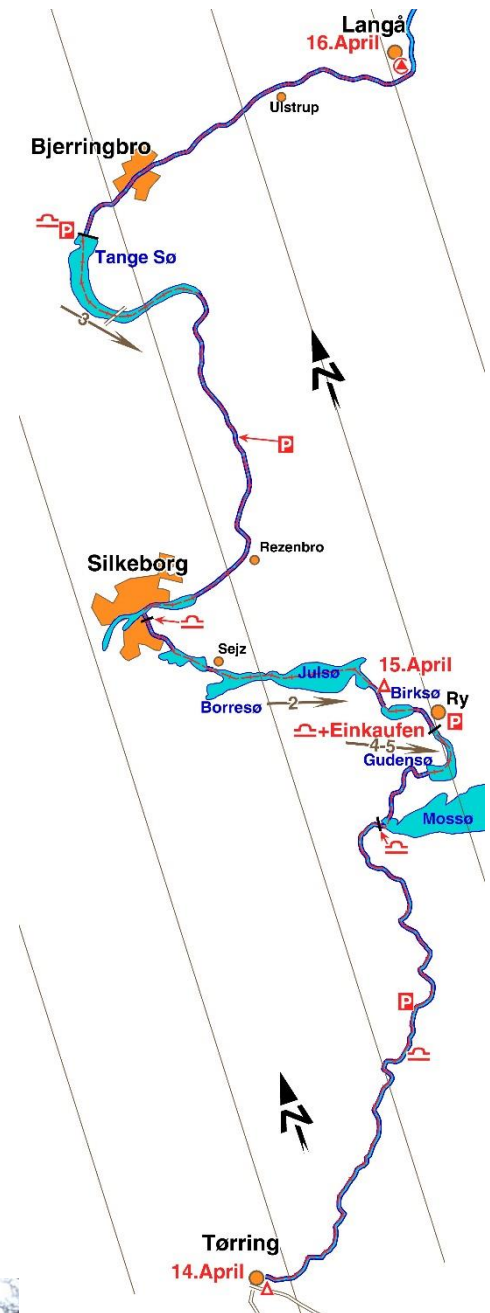 Langå
16.April
Ulstrup
Bjerringbro
P
Tange Sø
3
N
P
Rezenbro
Silkeborg
Sejz
15.April
Julsø
Birksø
Ry
Borresø
2
+Einkaufen
P
4-5
Gudensø
Mossø
P
N
Tørring
14.April